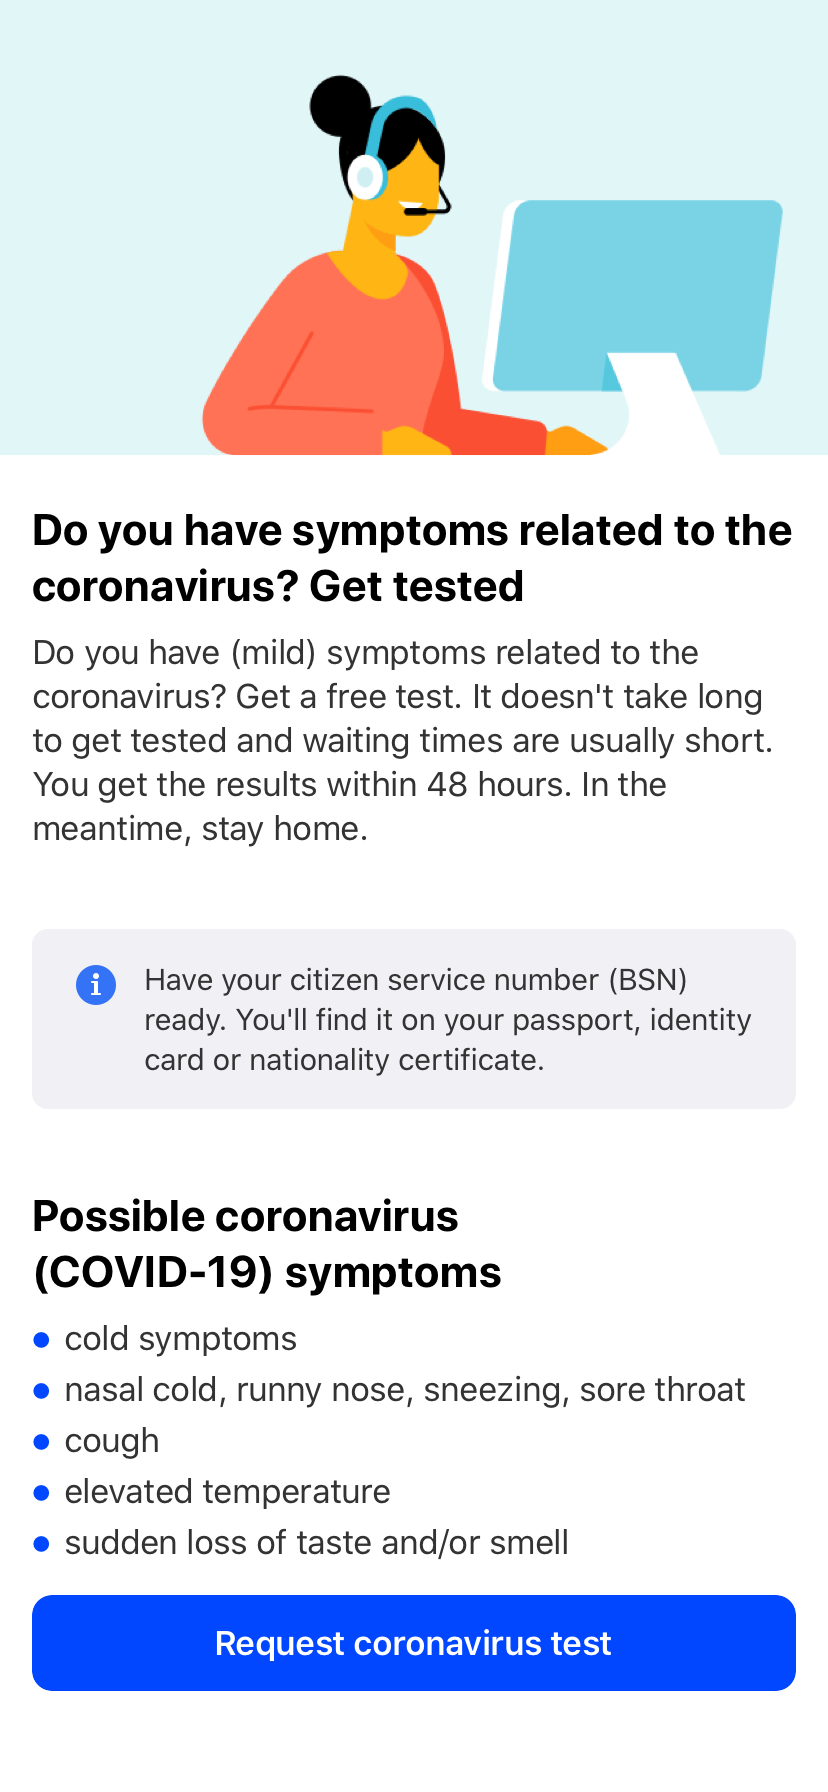 Do you have symptoms related to the
coronavirus? Get tested
Do you have (mild) symptoms related to the
coronavirus? Get a free test. It doesn't take long
to get tested and waiting times are usually short.
You get the results within 48 hours. In the
meantime, stay home.
Have your citizen service number (BSN)
ready. You'll find it on your passport, identity
card or nationality certificate.
Possible coronavirus
(COVID-19) symptoms
cold symptoms
nasal cold, runny nose, sneezing, sore throat
cough
elevated temperature
sudden loss of taste and/or smell
Request coronavirus test